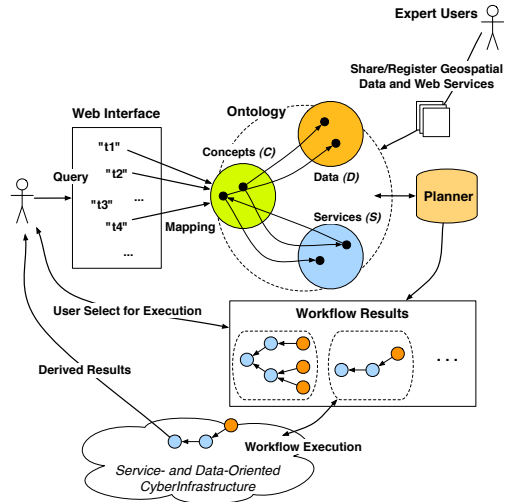 Expert Users
Share/Register Geospatial
Data and Web Services
Web Interface
Ontology
"t1"
Concepts (C)
Query
"t2"
Data (D)
...
"t3"
Planner
"t4"
Mapping
Services (S)
...
User Select for Execution
Workflow Results
...
Derived Results
Workflow Execution
Service- and Data-Oriented
CyberInfrastructure